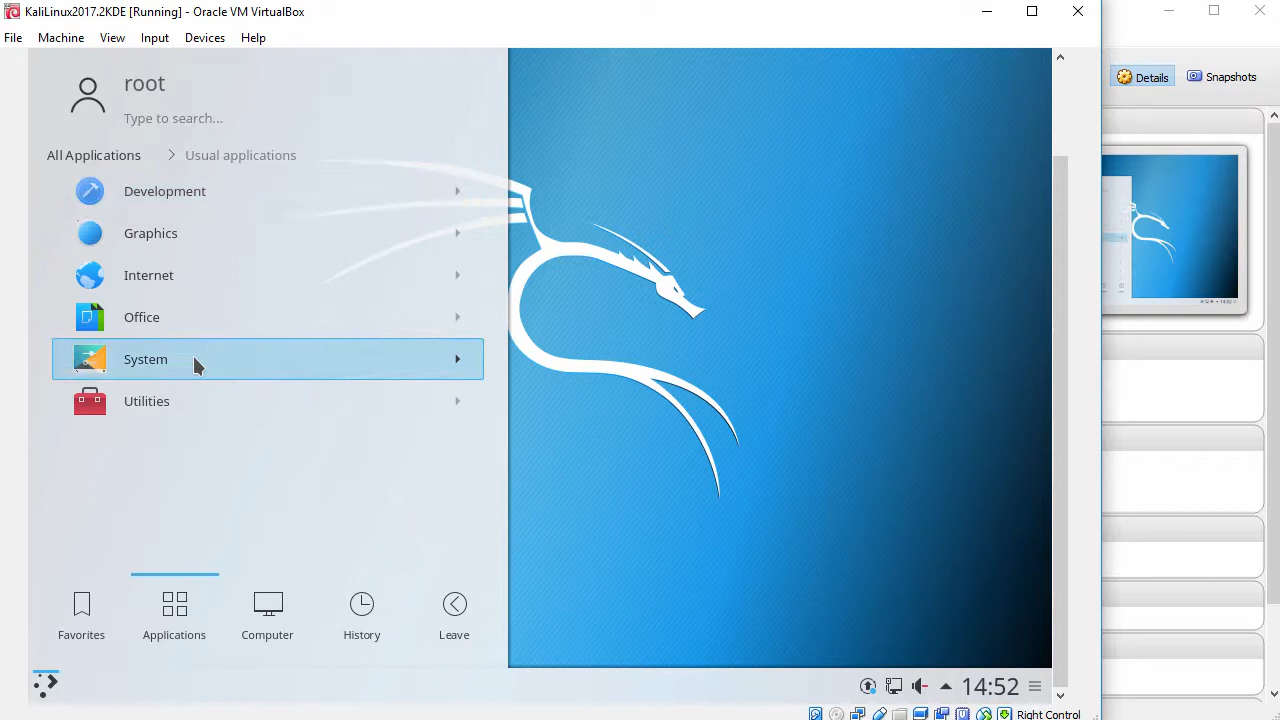 KaliLinux2017.2KDE [Running] - Oracle VM VirtualBox
File Machine View Input Devices Help
Details Snapshots
root
Type to search...
All Applications Usual applications
Development
Graphics
Internet
Office
System
Utilities
Favorites Applications Computer History Leave
14:52
Right Control